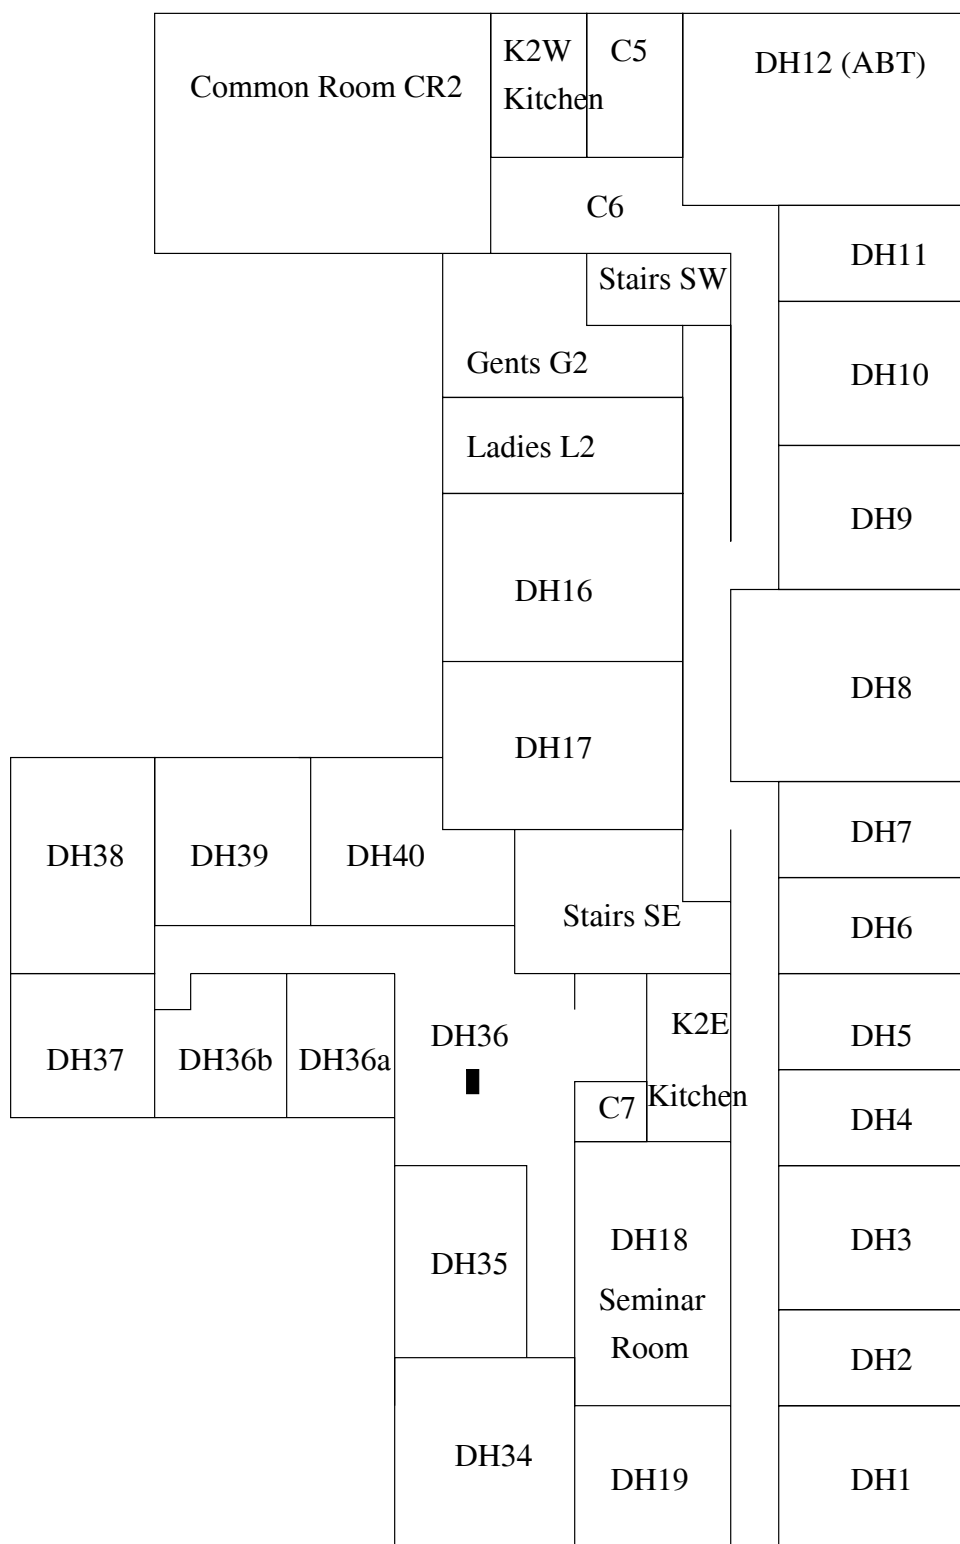 K2W
C5
DH12 (ABT)
Common Room CR2
Kitchen
C6
DH11
Stairs SW
Gents G2
DH10
Ladies L2
DH9
DH16
DH8
DH17
DH7
DH38
DH39
DH40
Stairs SE
DH6
K2E
DH36
DH5
DH37
DH36b
DH36a
Kitchen
C7
DH4
DH18
DH3
DH35
Seminar
Room
DH2
DH34
DH19
DH1